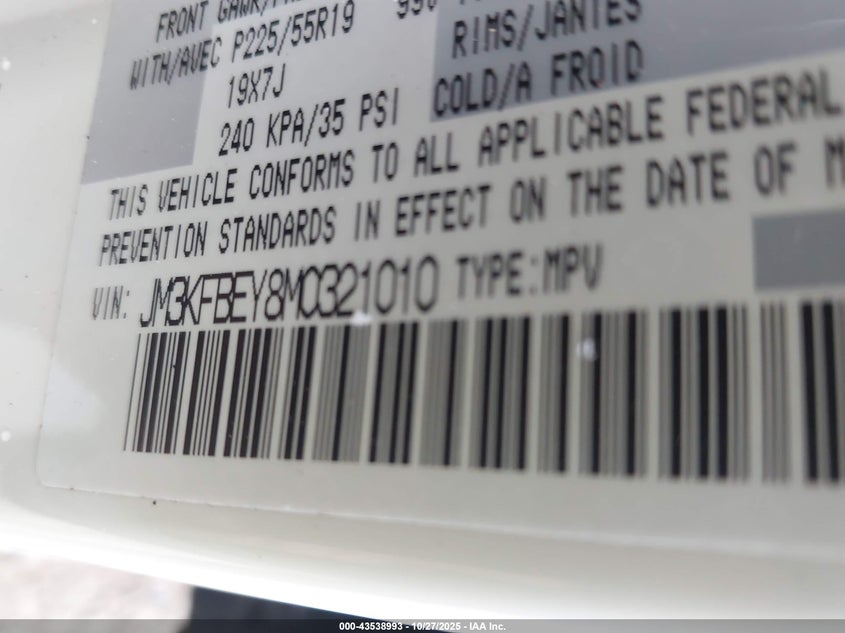 FRONT GAWR/
WITH/AVEC P225/55R19
19X7J RIMS/JANTES
240 KPA/35 PSI COLD/A FROID
THIS VEHICLE CONFORMS TO ALL APPLICABLE FEDERAL
PREVENTION STANDARDS IN EFFECT ON THE DATE OF M
VIN: JM3KFBEY8M0321010 TYPE:MPV
000-43538993 - 10/27/2025 - IAA Inc.